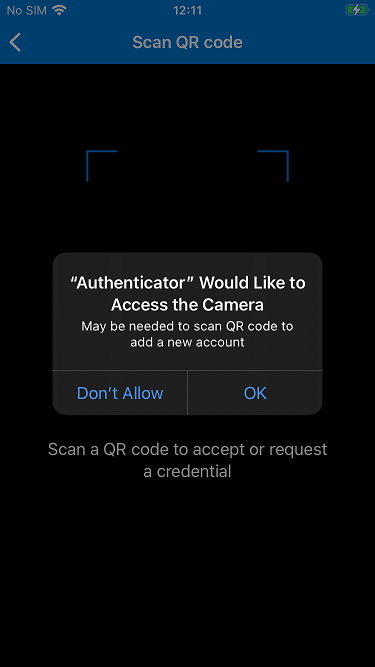 No SIM
12:11
Scan QR code
“Authenticator” Would Like to
Access the Camera
May be needed to scan QR code to
add a new account
Don’t Allow
OK
Scan a QR code to accept or request
a credential